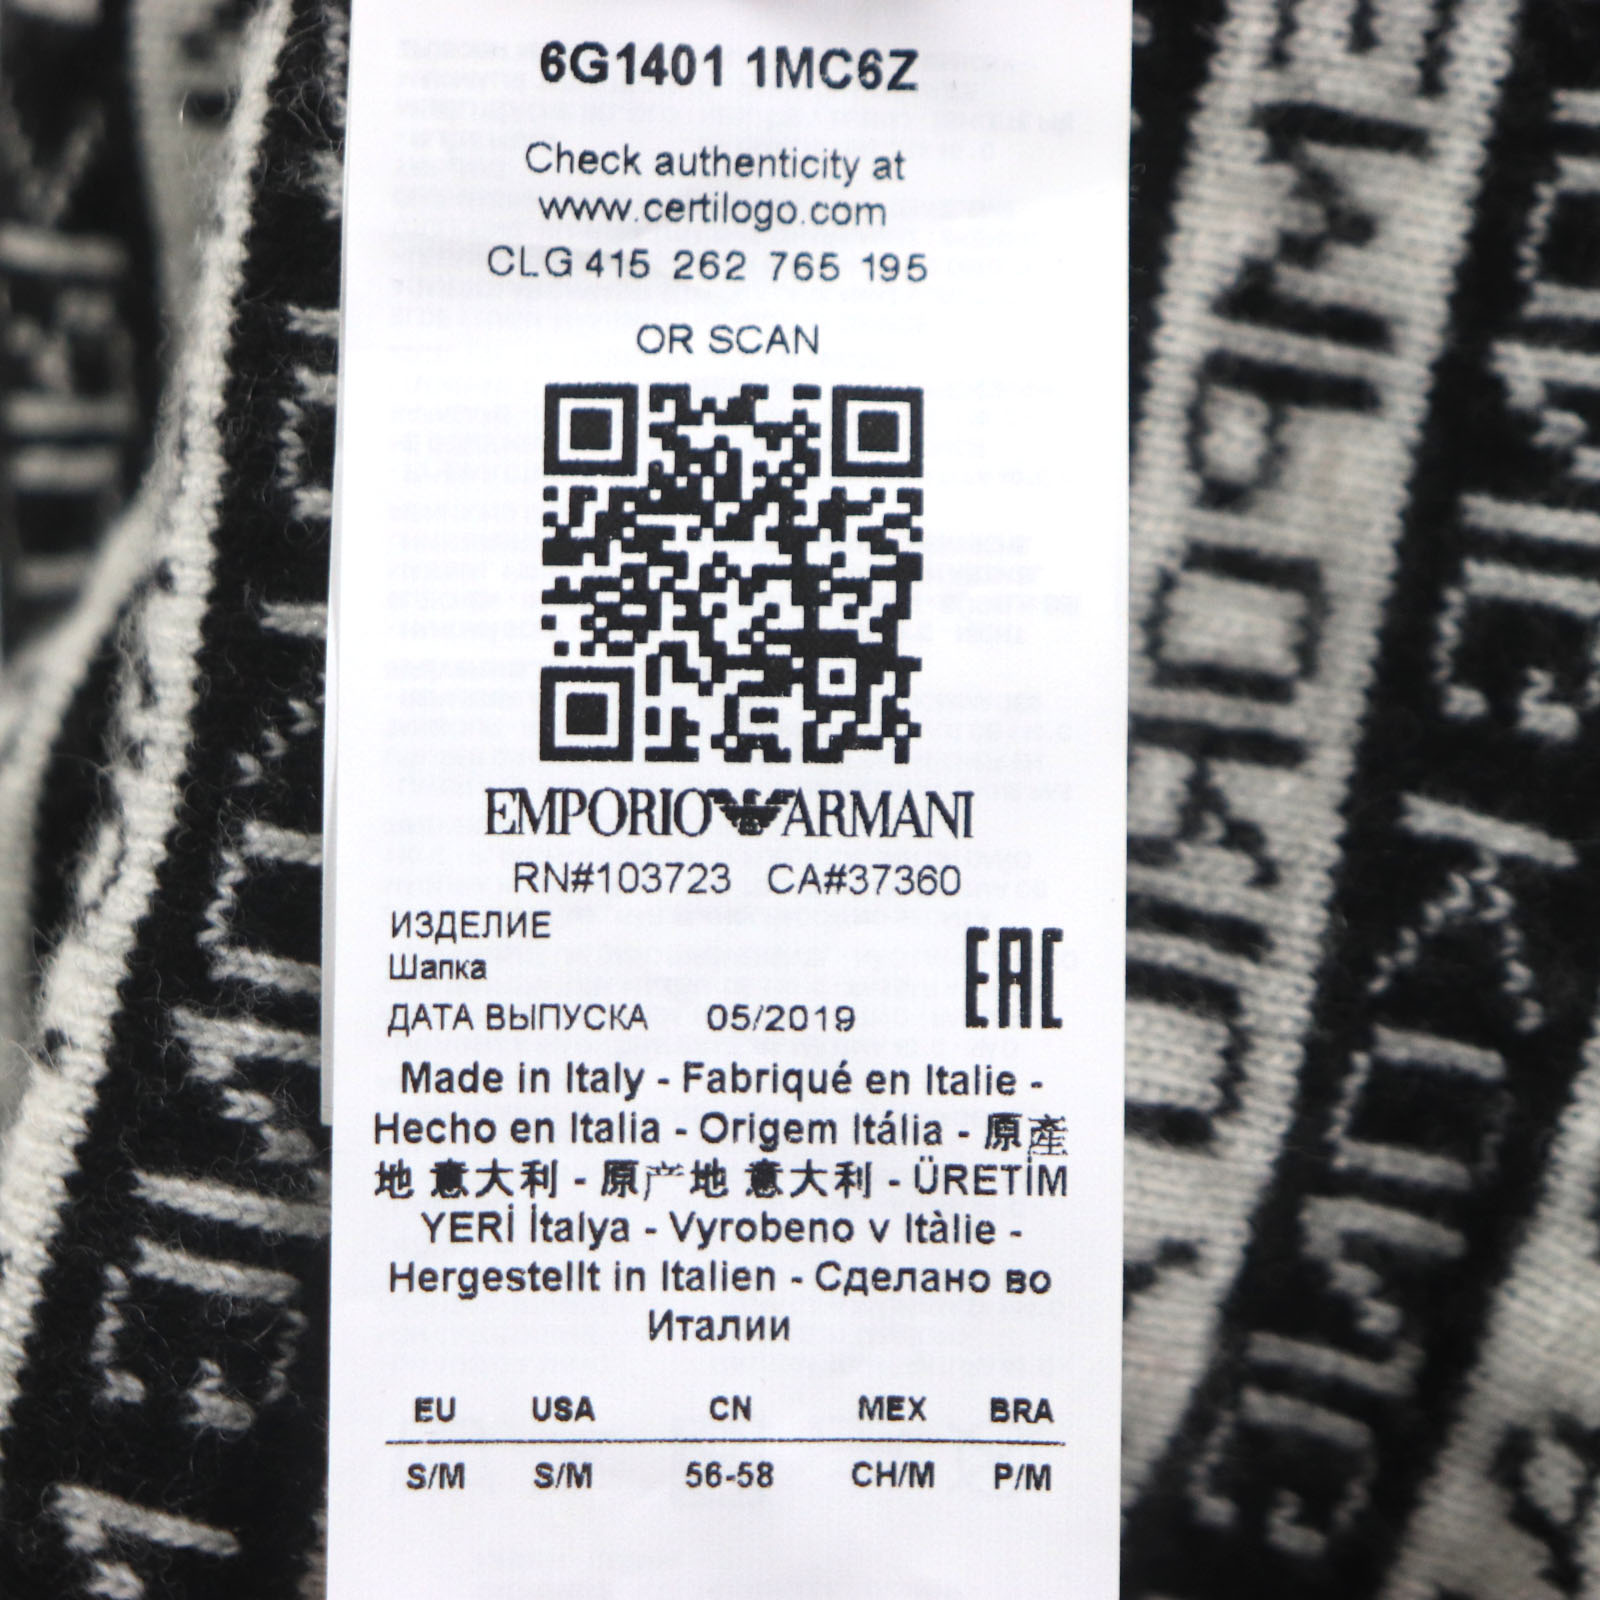 6G1401 1MC6Z
Check authenticity at
www.certilogo.com
CLG 415 262 765 195
OR SCAN
EMPORIO ARMANI
RN#103723 CA#37360
ИЗДЕЛИЕ
Шапка
EAC
ДАТА ВЫПУСКА 05/2019
Made in Italy - Fabriqué en Italie -
Hecho en Italia - Origem Itália - 原產
地 意大利 - 原产地 意大利 - ÜRETİM
YERİ İtalya - Vyrobeno v Itàlie -
Hergestellt in Italien - Сделано во
Италии
EU USA CN MEX BRA
S/M S/M 56-58 CH/M P/M